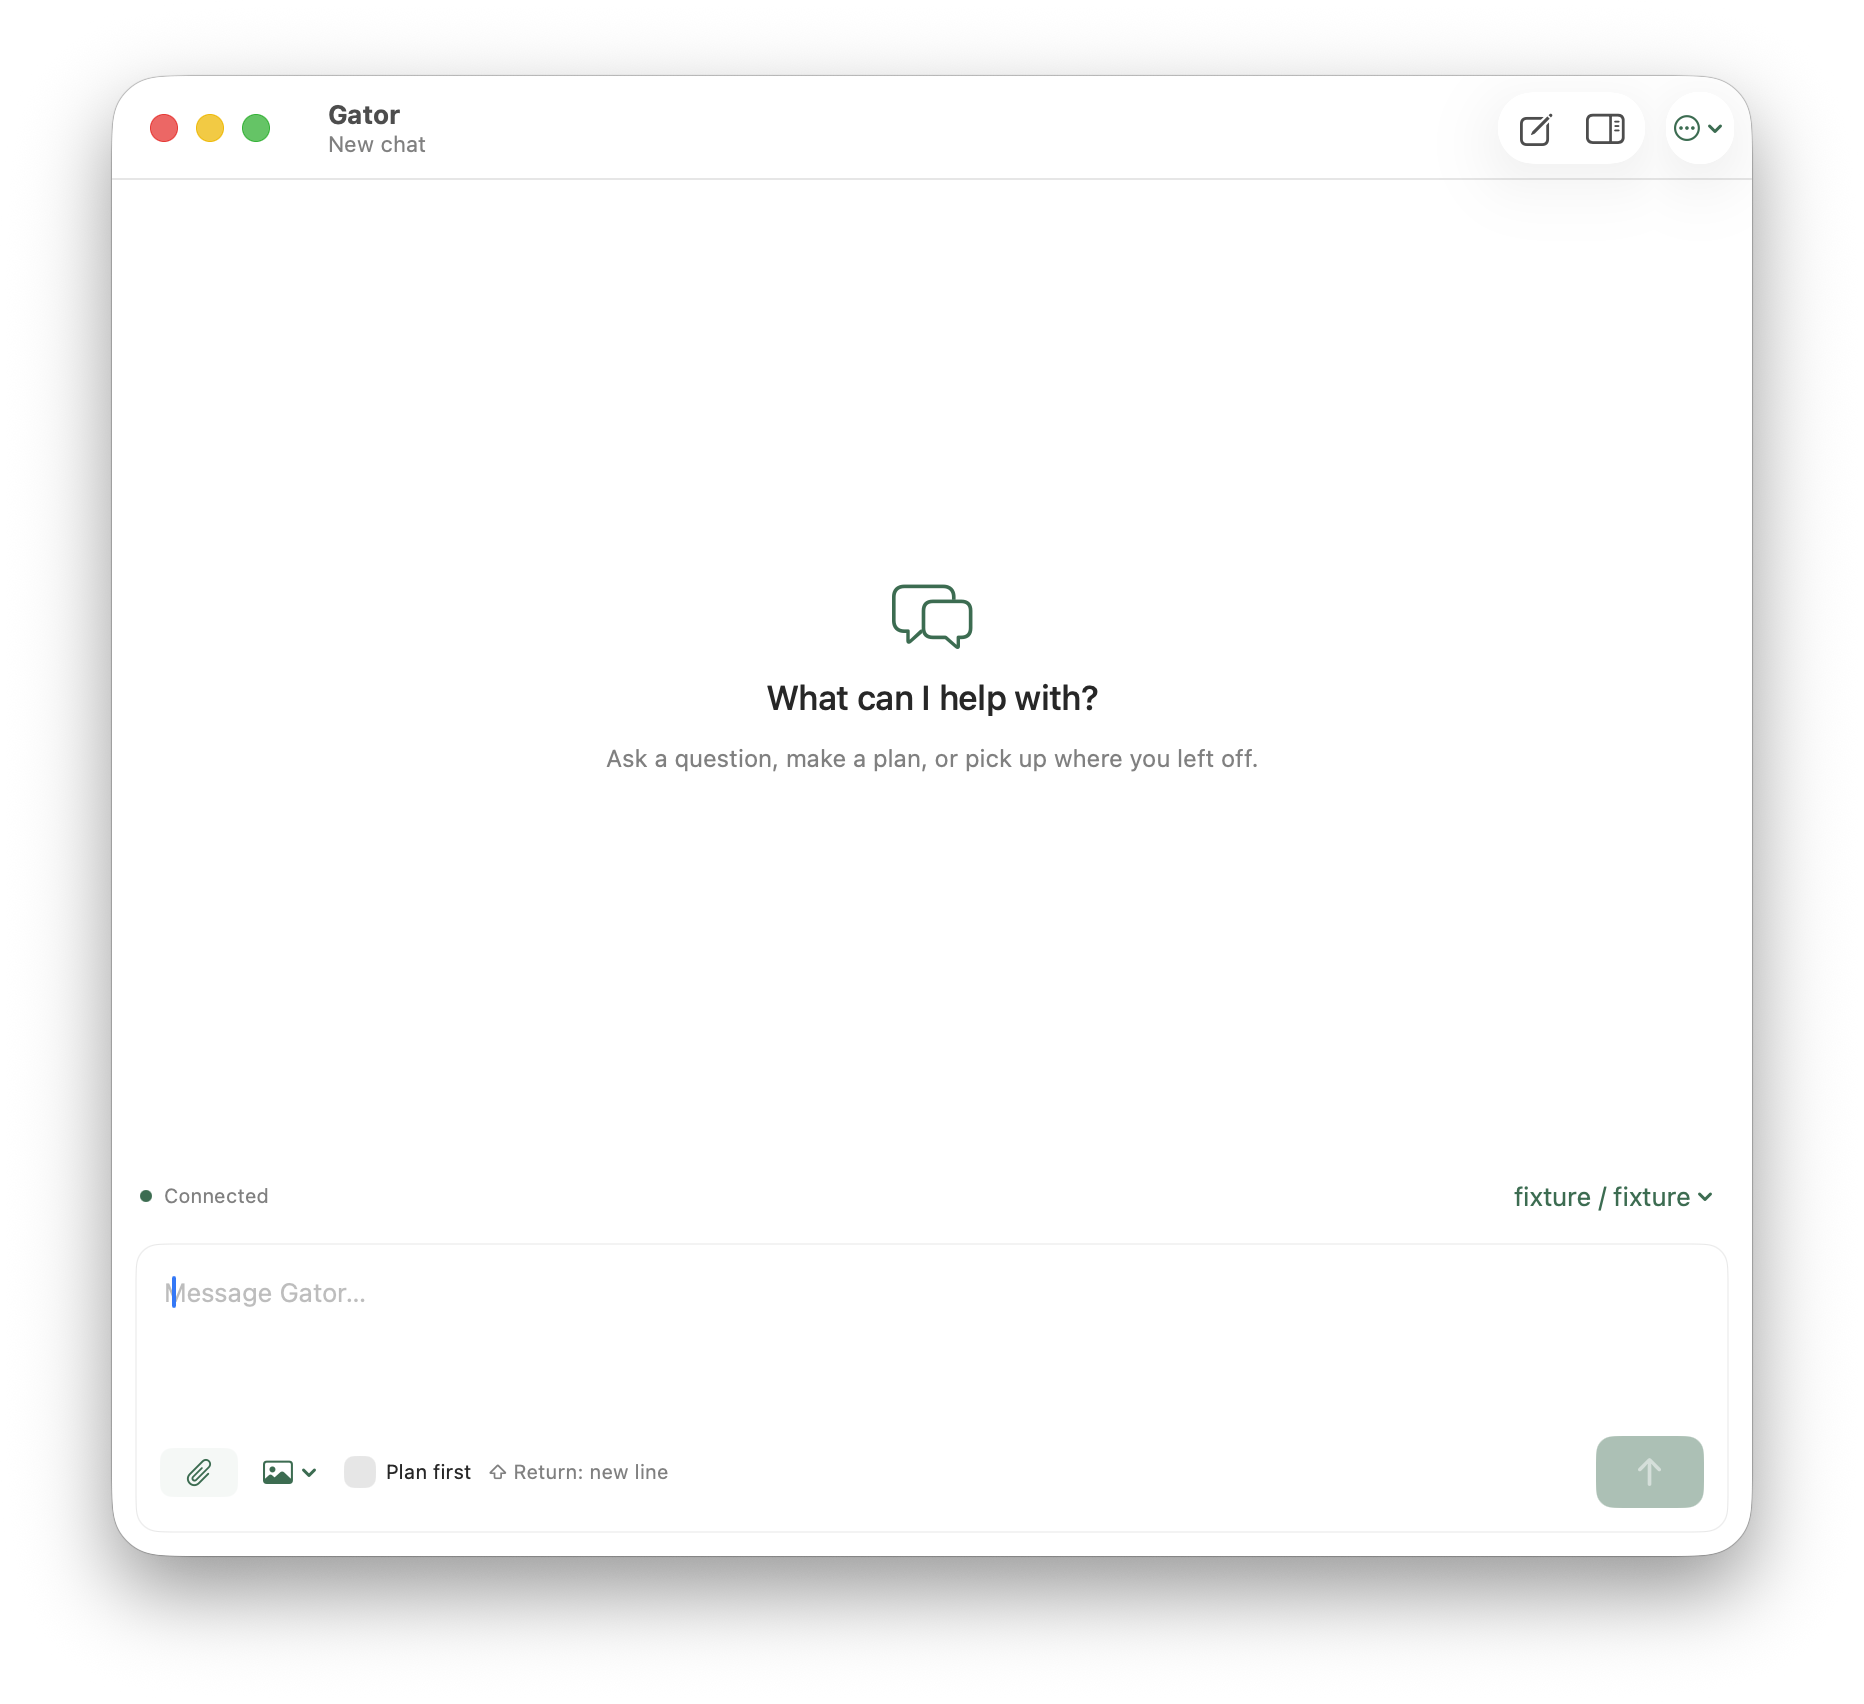 Gator
New chat
What can I help with?
Ask a question, make a plan, or pick up where you left off.
Connected
fixture / fixture
Message Gator...
Plan first
Return: new line